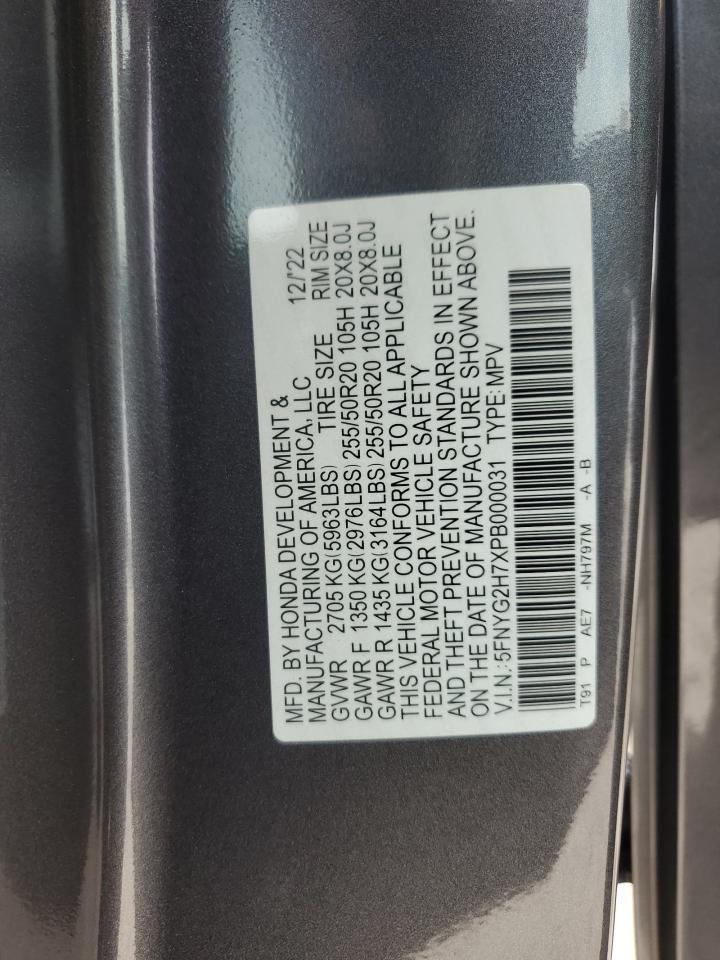 MFD. BY HONDA DEVELOPMENT &
MANUFACTURING OF AMERICA, LLC 12/'22
GVWR 2705 KG(5963LBS) TIRE SIZE RIM SIZE
GAWR F 1350 KG(2976LBS) 255/50R20 105H 20X8.0J
GAWR R 1435 KG(3164LBS) 255/50R20 105H 20X8.0J
THIS VEHICLE CONFORMS TO ALL APPLICABLE
FEDERAL MOTOR VEHICLE SAFETY
AND THEFT PREVENTION STANDARDS IN EFFECT
ON THE DATE OF MANUFACTURE SHOWN ABOVE.
V.I.N.:5FNYG2H7XPB000031 TYPE:MPV
T91 P AE7 -NH797M -A -B